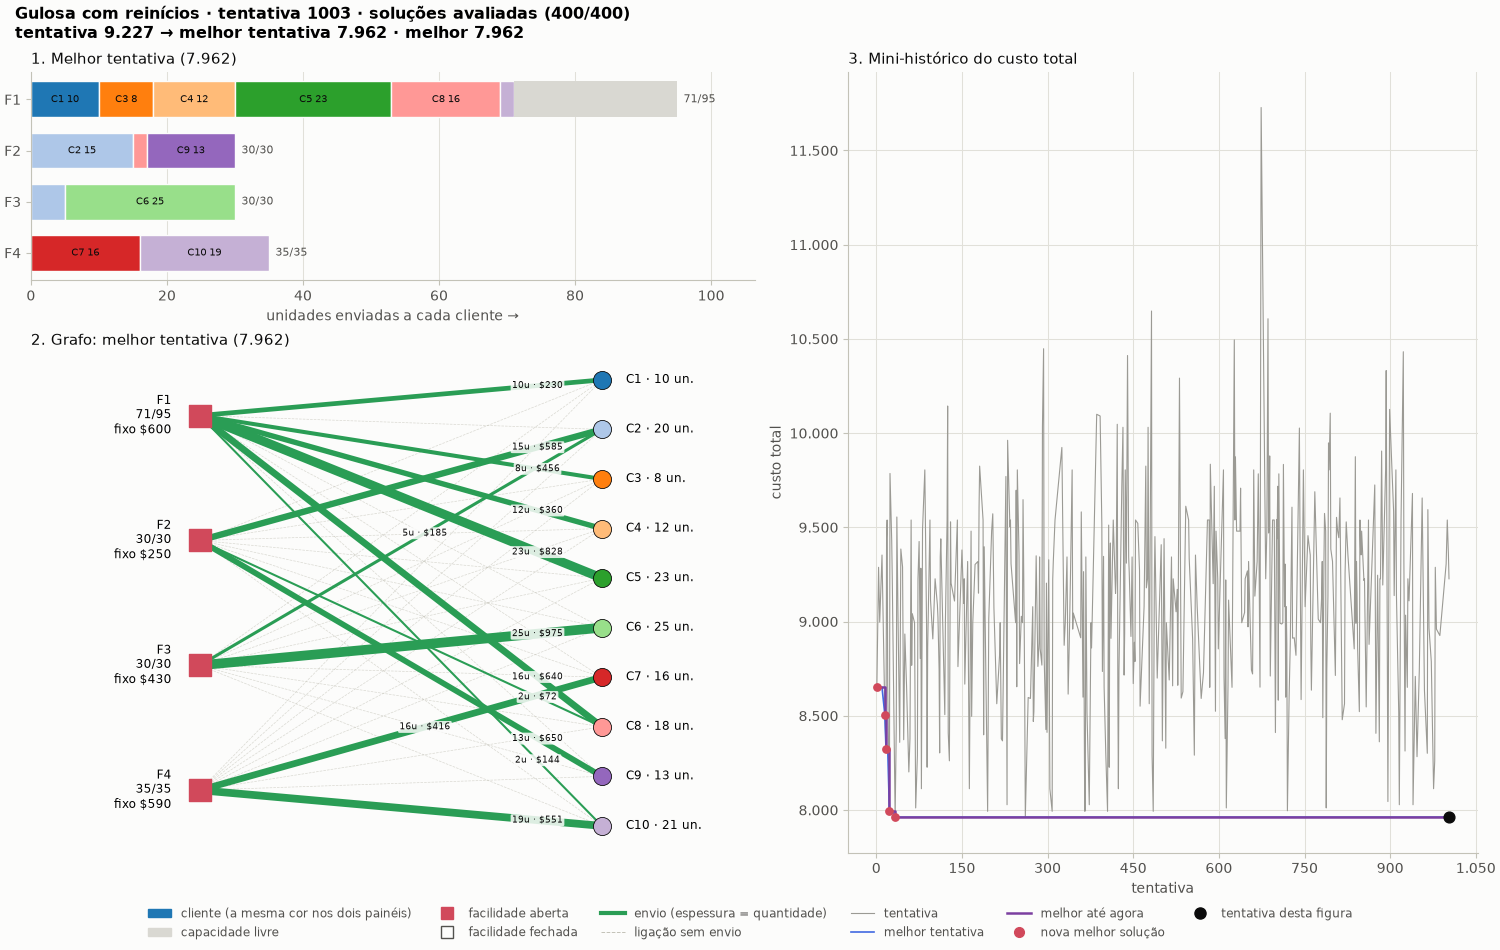 Gulosa com reinícios · tentativa 1003 · soluções avaliadas (400/400)
tentativa 9.227 → melhor tentativa 7.962 · melhor 7.962
1. Melhor tentativa (7.962)
F1
C1 10
C3 8
C4 12
C5 23
C8 16
71/95
F2
C2 15
C9 13
30/30
F3
C6 25
30/30
F4
C7 16
C10 19
35/35
0
20
40
60
80
100
unidades enviadas a cada cliente →
2. Grafo: melhor tentativa (7.962)
F1
71/95
fixo $600
F2
30/30
fixo $250
F3
30/30
fixo $430
F4
35/35
fixo $590
10u · $230
15u · $585
8u · $456
12u · $360
5u · $185
23u · $828
25u · $975
16u · $640
2u · $72
16u · $416
13u · $650
2u · $144
19u · $551
C1 · 10 un.
C2 · 20 un.
C3 · 8 un.
C4 · 12 un.
C5 · 23 un.
C6 · 25 un.
C7 · 16 un.
C8 · 18 un.
C9 · 13 un.
C10 · 21 un.
3. Mini-histórico do custo total
custo total
11.500
11.000
10.500
10.000
9.500
9.000
8.500
8.000
0
150
300
450
600
750
900
1.050
tentativa
cliente (a mesma cor nos dois painéis)
capacidade livre
facilidade aberta
facilidade fechada
envio (espessura = quantidade)
ligação sem envio
tentativa
melhor tentativa
melhor até agora
nova melhor solução
tentativa desta figura